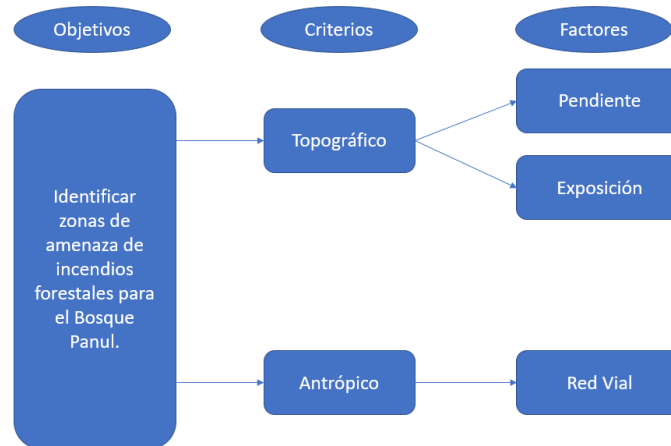 Objetivos
Criterios
Factores
Identificar
zonas de
amenaza de
incendios
forestales para
el Bosque
Panul.
Topográfico
Pendiente
Exposición
Antrópico
Red Vial